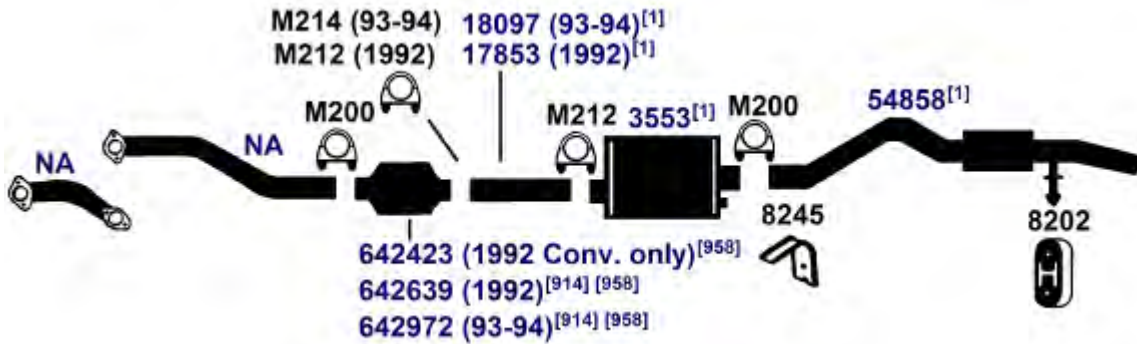 M214 (93-94) 18097 (93-94)[1]
M212 (1992) 17853 (1992)[1]
M200
M212
3553[1]
M200
54858[1]
NA
NA
8245
8202
642423 (1992 Conv. only)[958]
642639 (1992)[914] [958]
642972 (93-94)[914] [958]